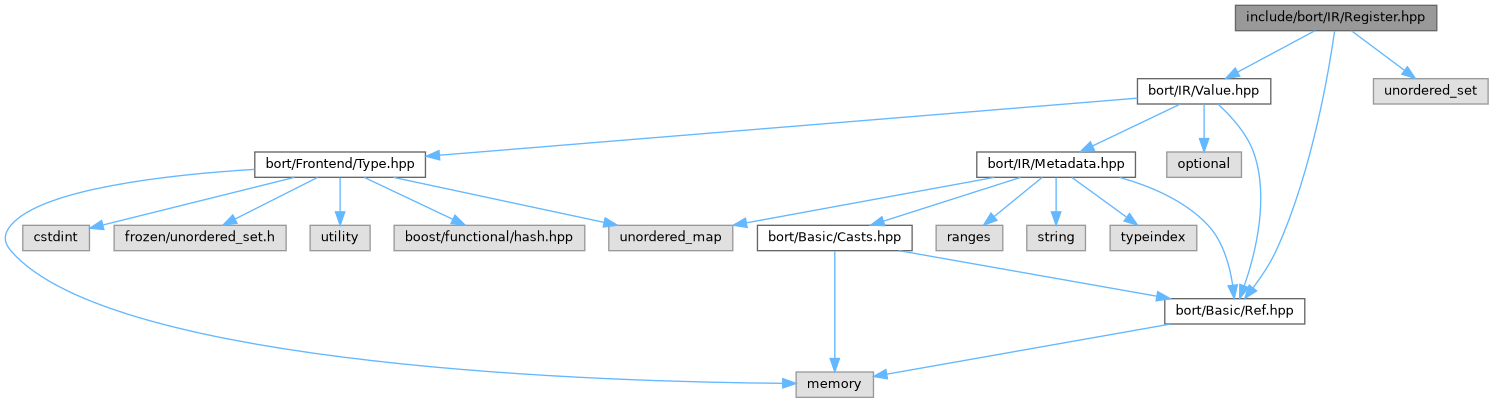 include/bort/IR/Register.hpp
bort/IR/Value.hpp
unordered_set
bort/Frontend/Type.hpp
bort/IR/Metadata.hpp
optional
cstdint
frozen/unordered_set.h
utility
boost/functional/hash.hpp
unordered_map
bort/Basic/Casts.hpp
ranges
string
typeindex
bort/Basic/Ref.hpp
memory